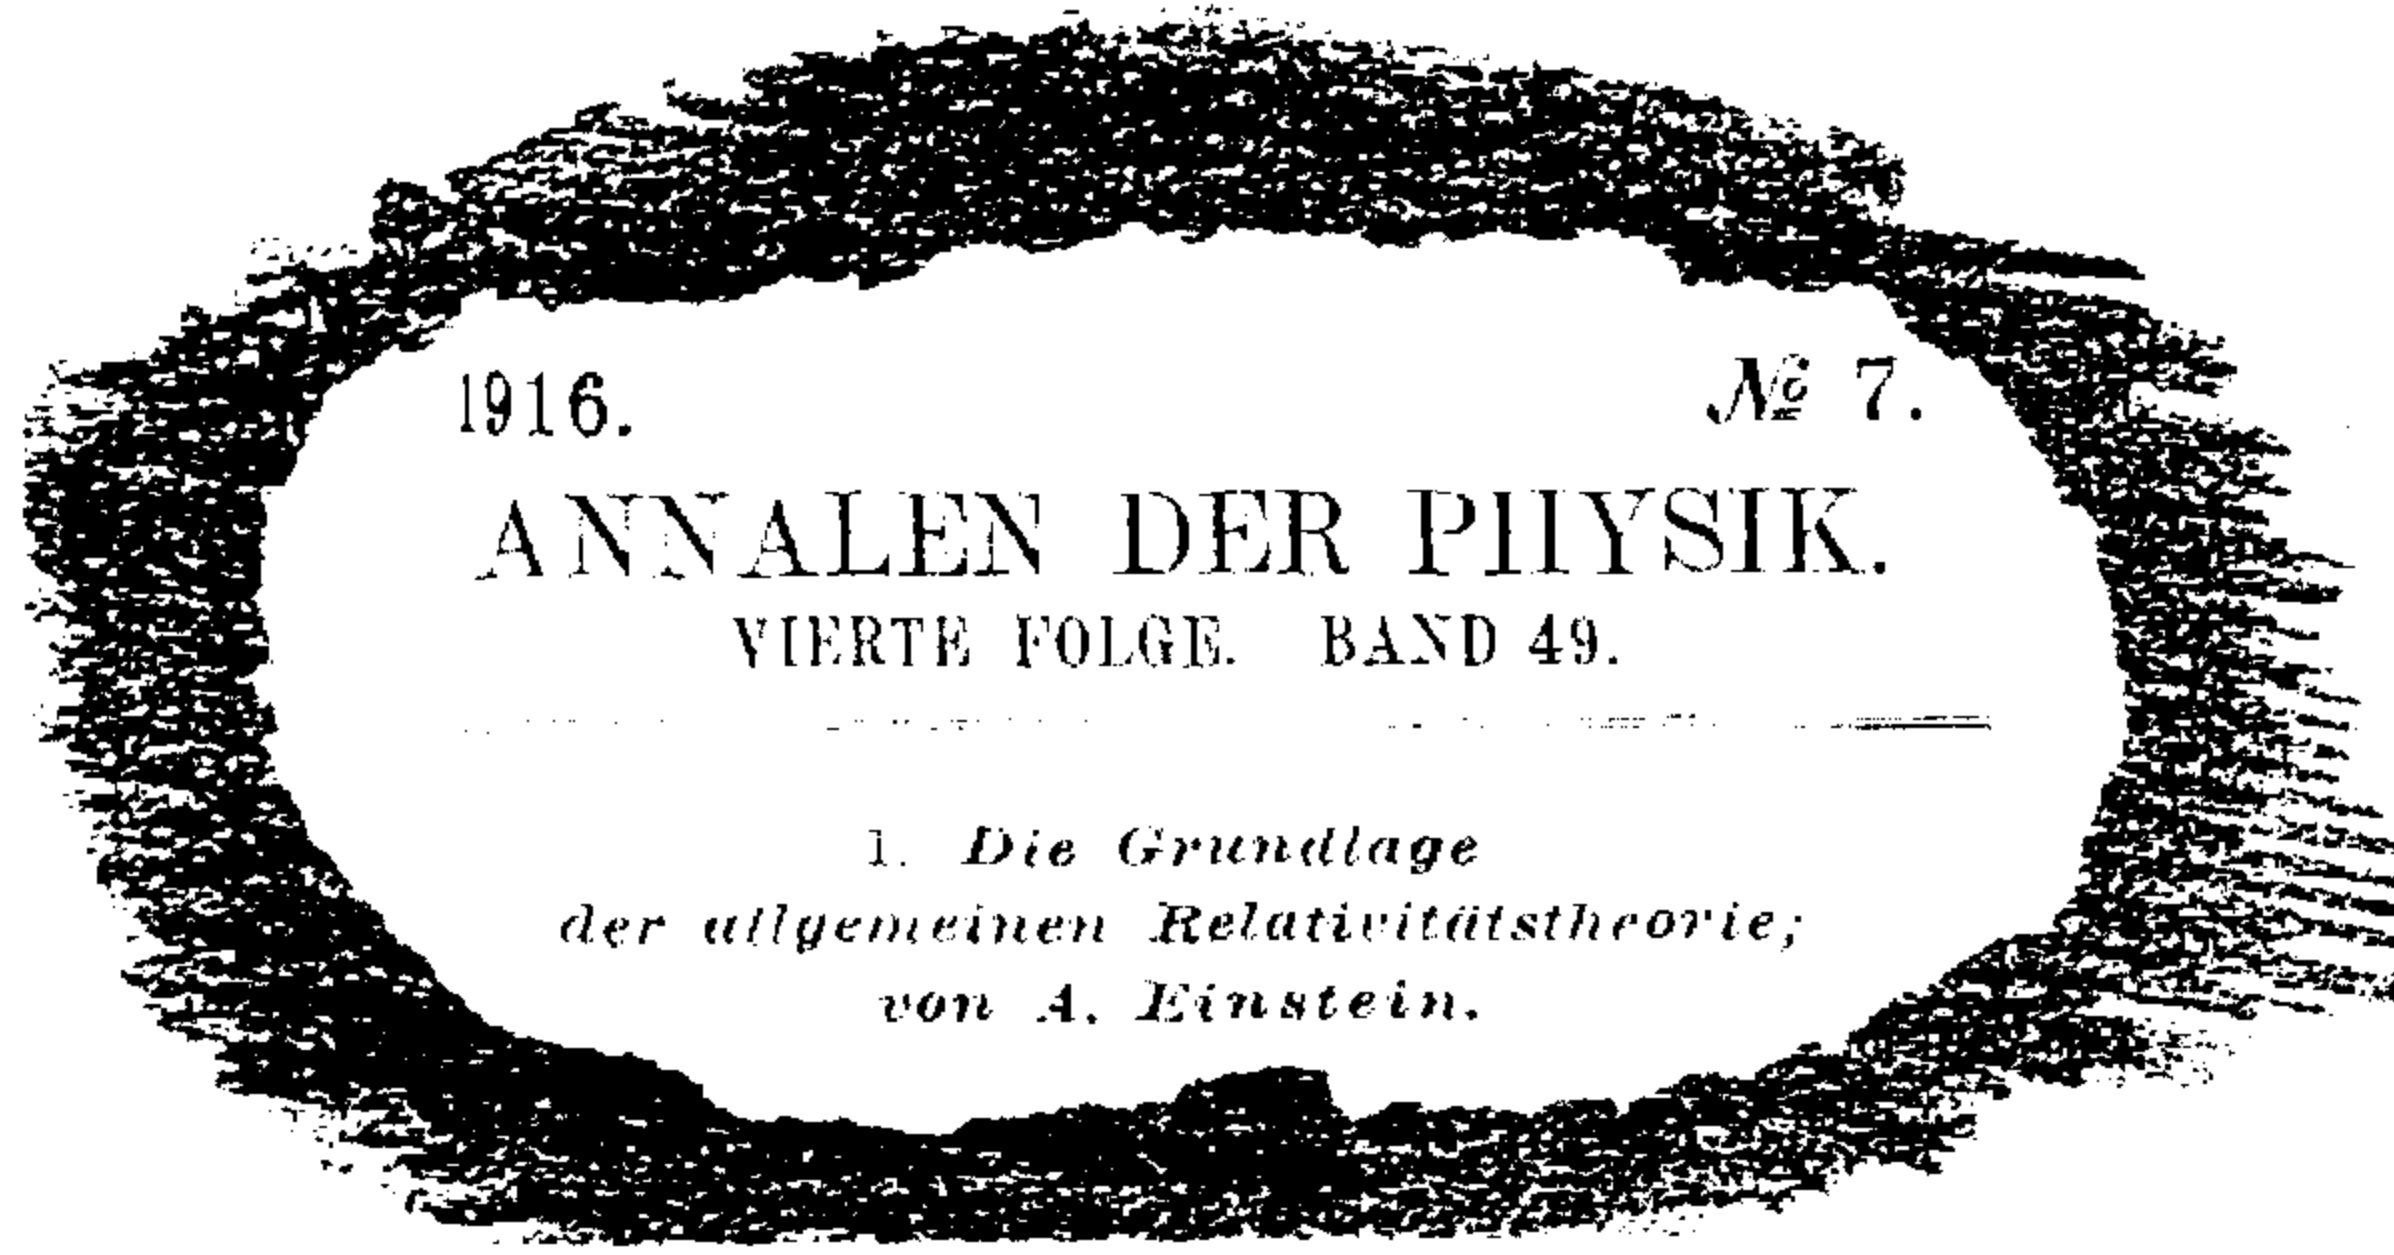 1916. № 7.
ANNALEN DER PHYSIK.
VIERTE FOLGE. BAND 49.
1. Die Grundlage
der allgemeinen Relativitätstheorie;
von A. Einstein.